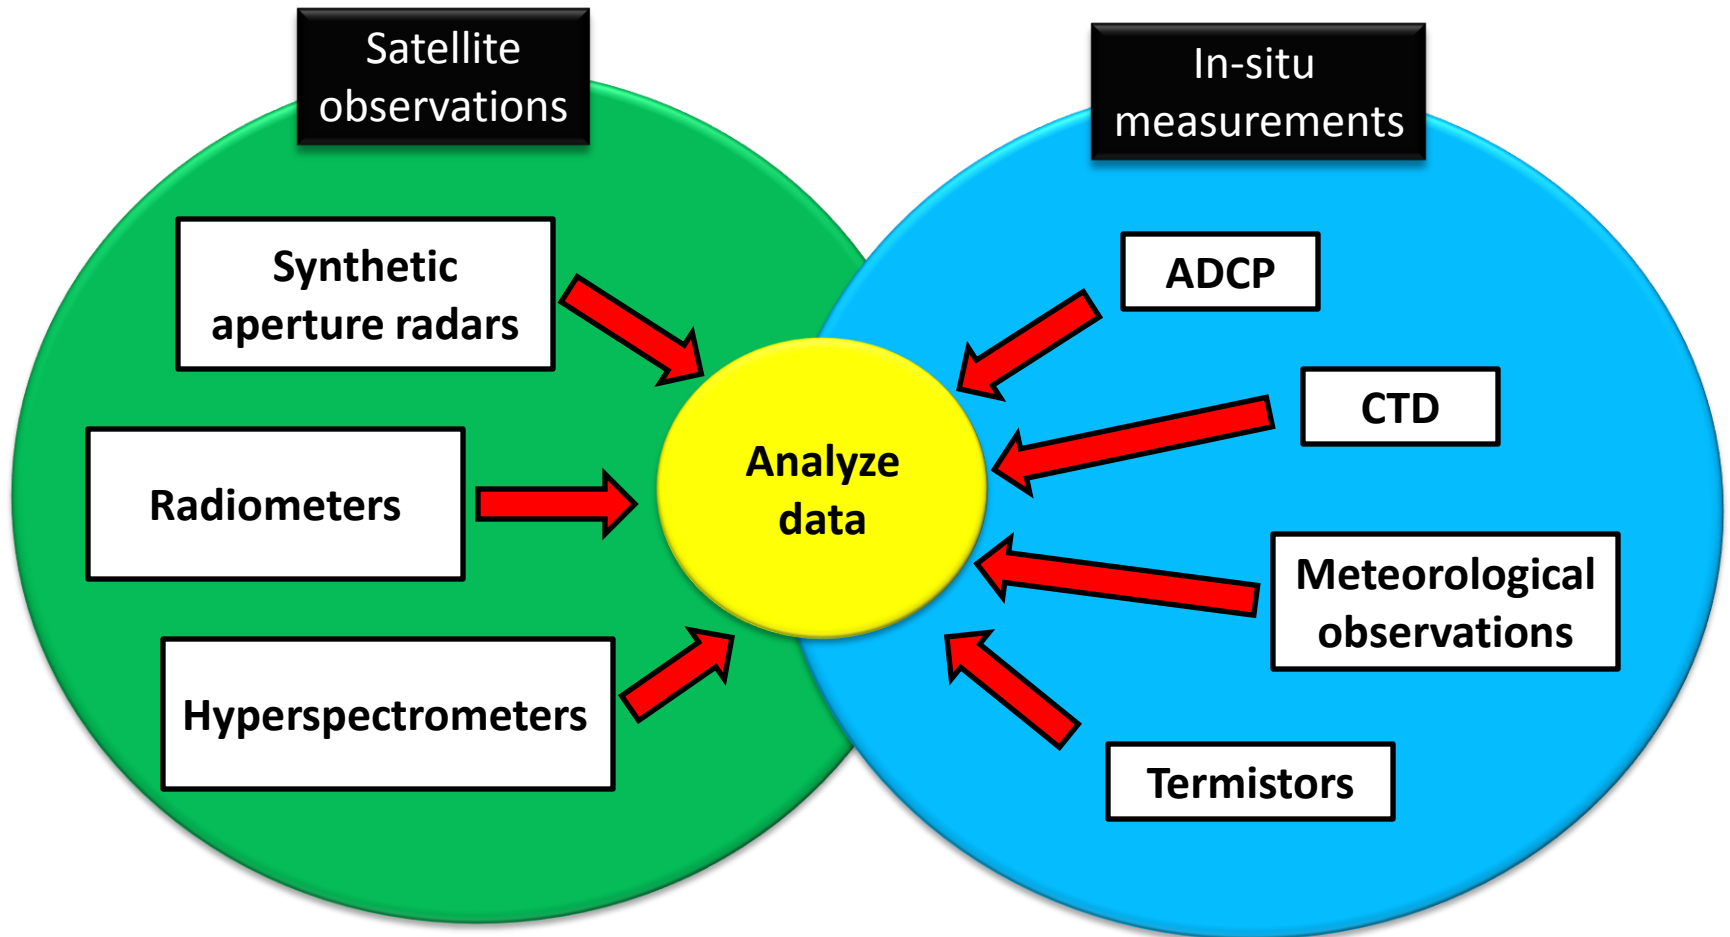 Satellite
observations
In-situ
measurements
Synthetic
aperture radars
Radiometers
Hyperspectrometers
Analyze
data
ADCP
CTD
Meteorological
observations
Termistors